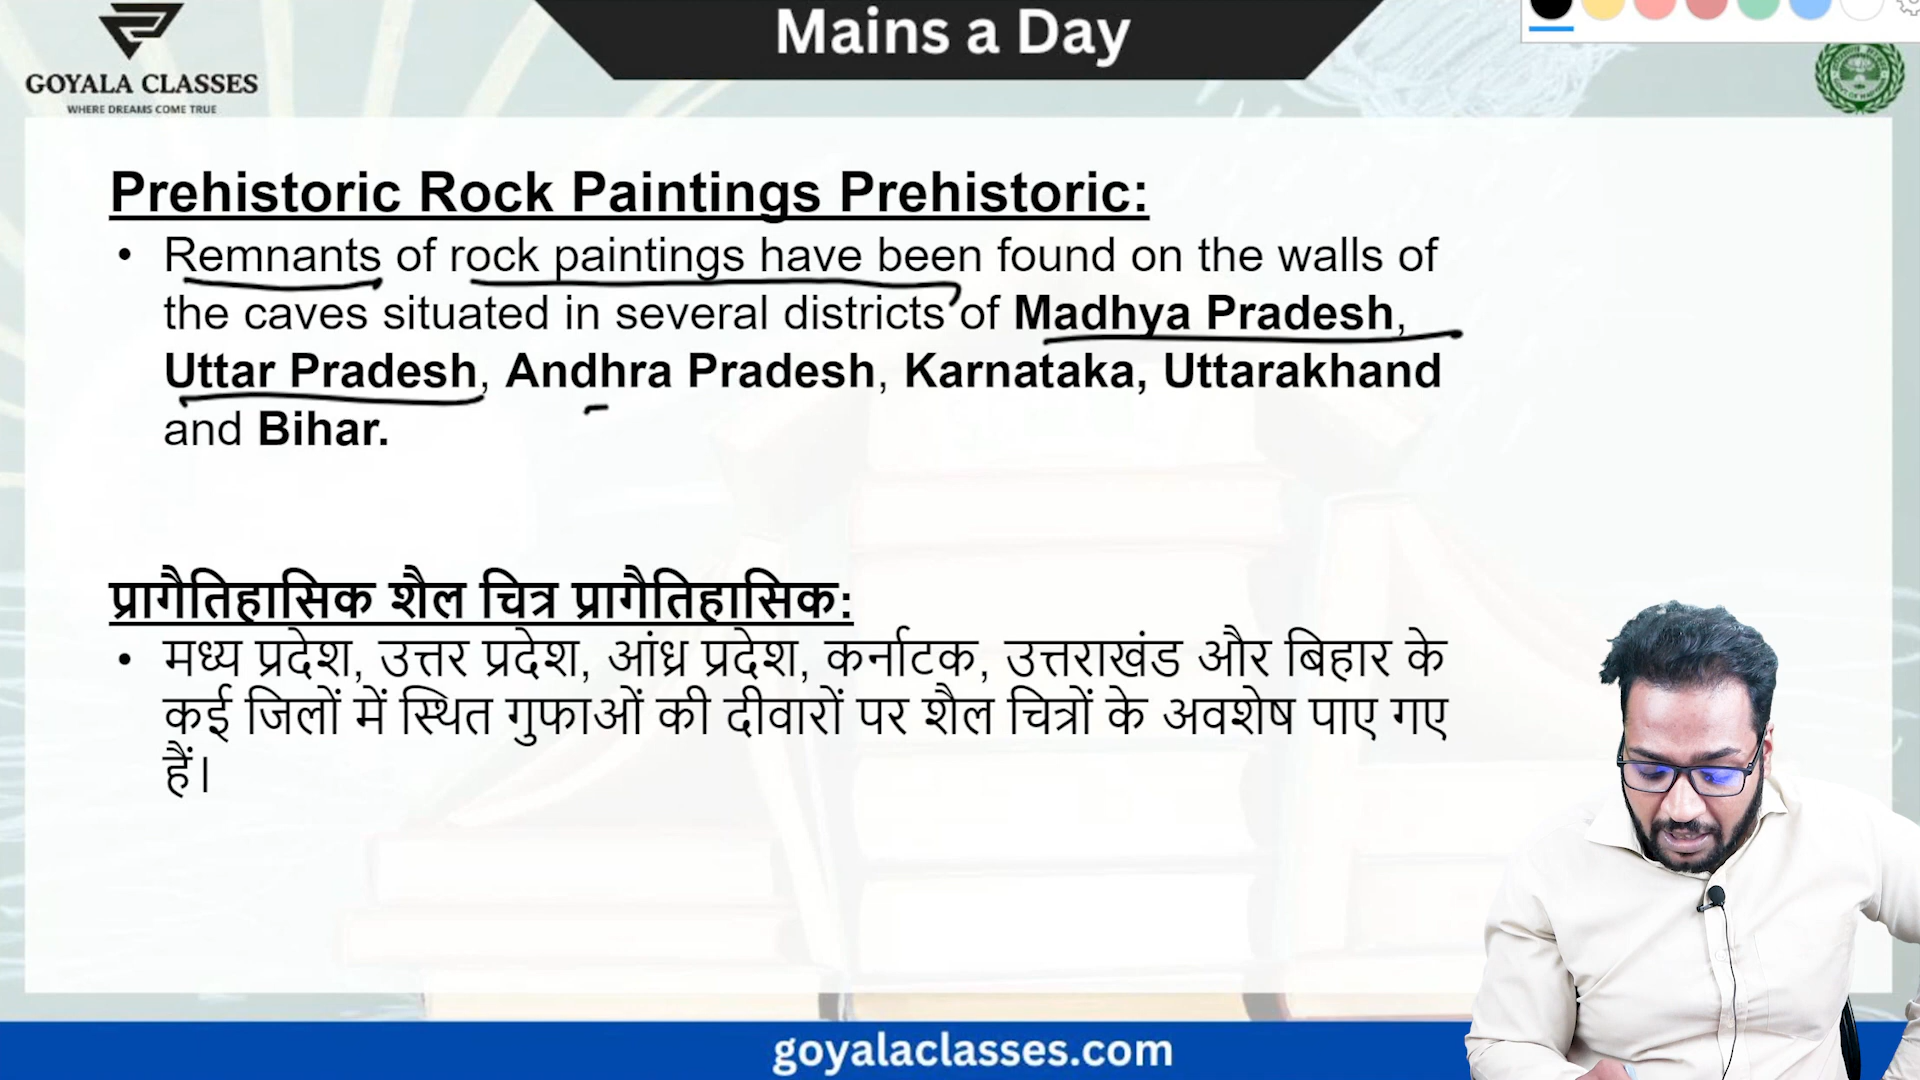 Mains a Day
GOYALA CLASSES
WHERE DREAMS COME TRUE
Prehistoric Rock Paintings Prehistoric:
• Remnants of rock paintings have been found on the walls of
the caves situated in several districts of Madhya Pradesh,
Uttar Pradesh, Andhra Pradesh, Karnataka, Uttarakhand
and Bihar.
प्रागैतिहासिक शैल चित्र प्रागैतिहासिक:
• मध्य प्रदेश, उत्तर प्रदेश, आंध्र प्रदेश, कर्नाटक, उत्तराखंड और बिहार के
कई जिलों में स्थित गुफाओं की दीवारों पर शैल चित्रों के अवशेष पाए गए
हैं।
goyalaclasses.com